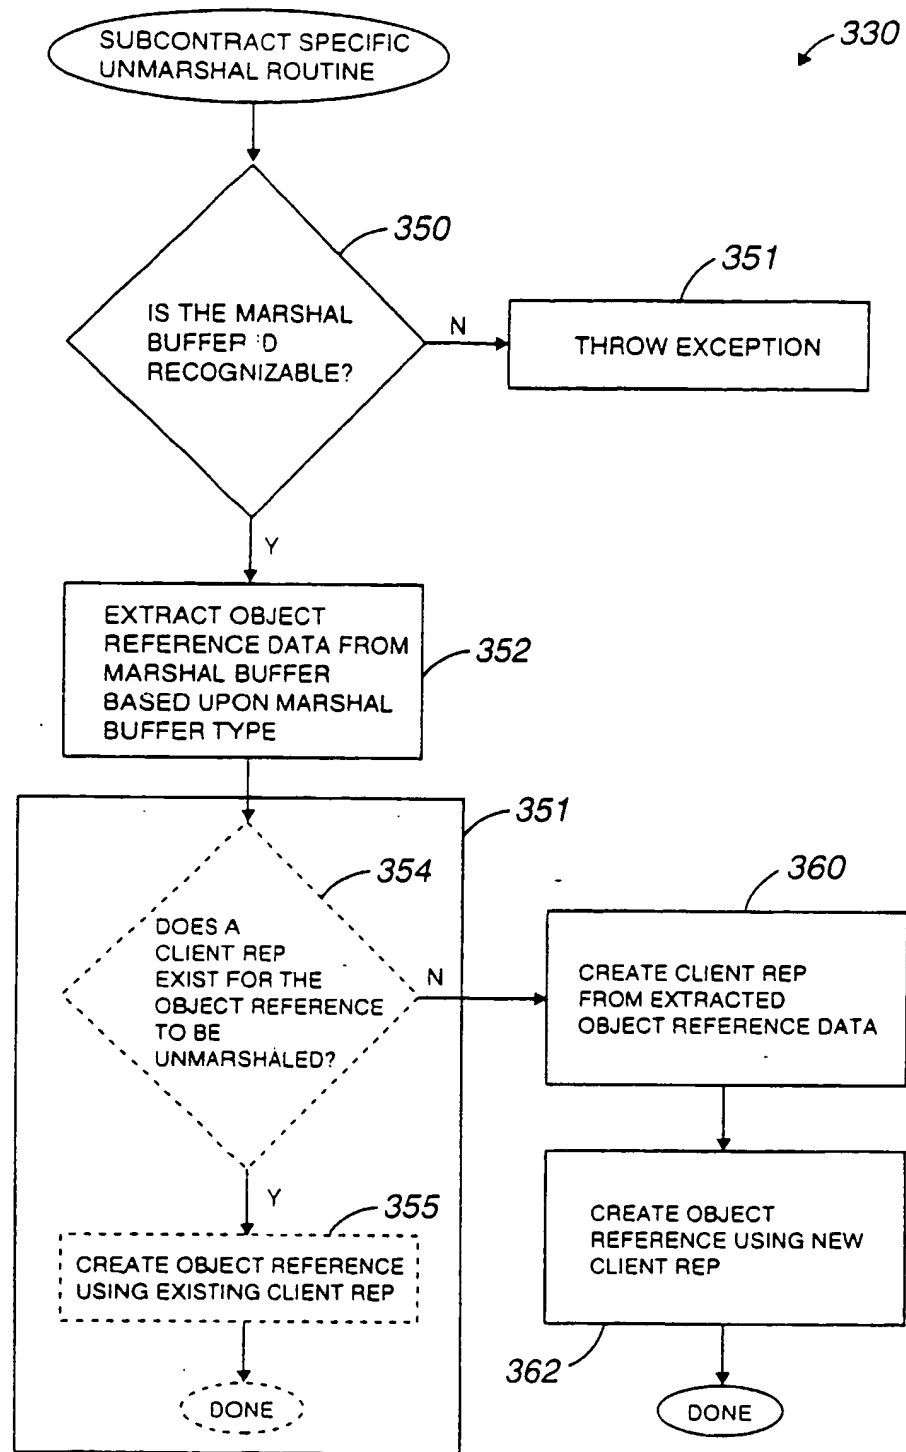 SUBCONTRACT SPECIFIC
UNMARSHAL ROUTINE
330
350
IS THE MARSHAL
BUFFER ID
RECOGNIZABLE?
N
351
THROW EXCEPTION
Y
EXTRACT OBJECT
REFERENCE DATA FROM
MARSHAL BUFFER
BASED UPON MARSHAL
BUFFER TYPE
352
351
354
DOES A
CLIENT REP
EXIST FOR THE
OBJECT REFERENCE
TO BE
UNMARSHALED?
N
360
CREATE CLIENT REP
FROM EXTRACTED
OBJECT REFERENCE DATA
Y
355
CREATE OBJECT REFERENCE
USING EXISTING CLIENT REP
DONE
CREATE OBJECT
REFERENCE USING NEW
CLIENT REP
362
DONE